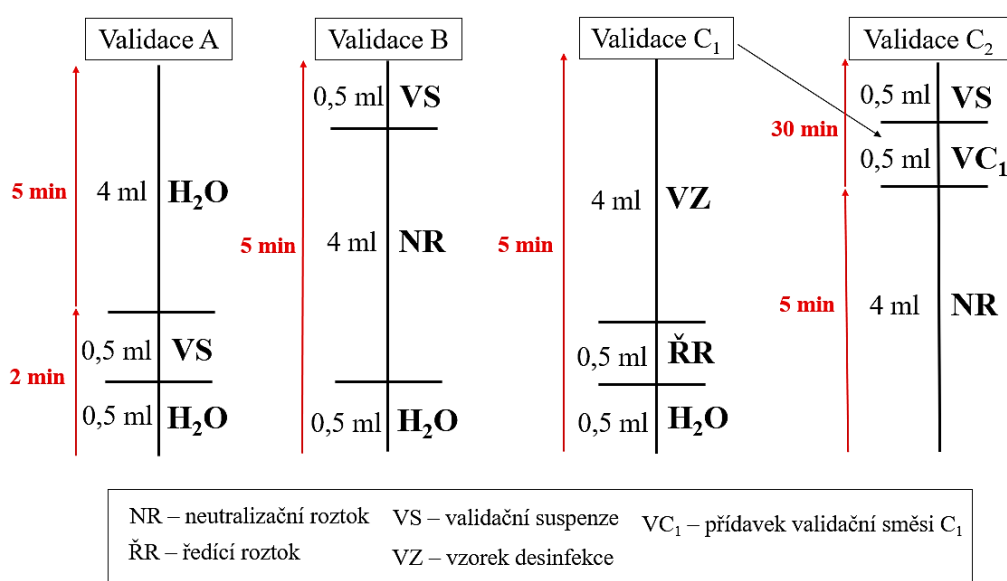 Validace A
5 min
4 ml H₂O
0,5 ml VS
2 min
0,5 ml H₂O
Validace B
0,5 ml VS
5 min
4 ml NR
0,5 ml H₂O
Validace C₁
4 ml VZ
5 min
0,5 ml ŘR
0,5 ml H₂O
Validace C₂
0,5 ml VS
30 min
0,5 ml VC₁
5 min
4 ml NR
NR – neutralizační roztok VS – validační suspenze VC₁ – přídavek validační směsi C₁
ŘR – ředící roztok VZ – vzorek desinfekce